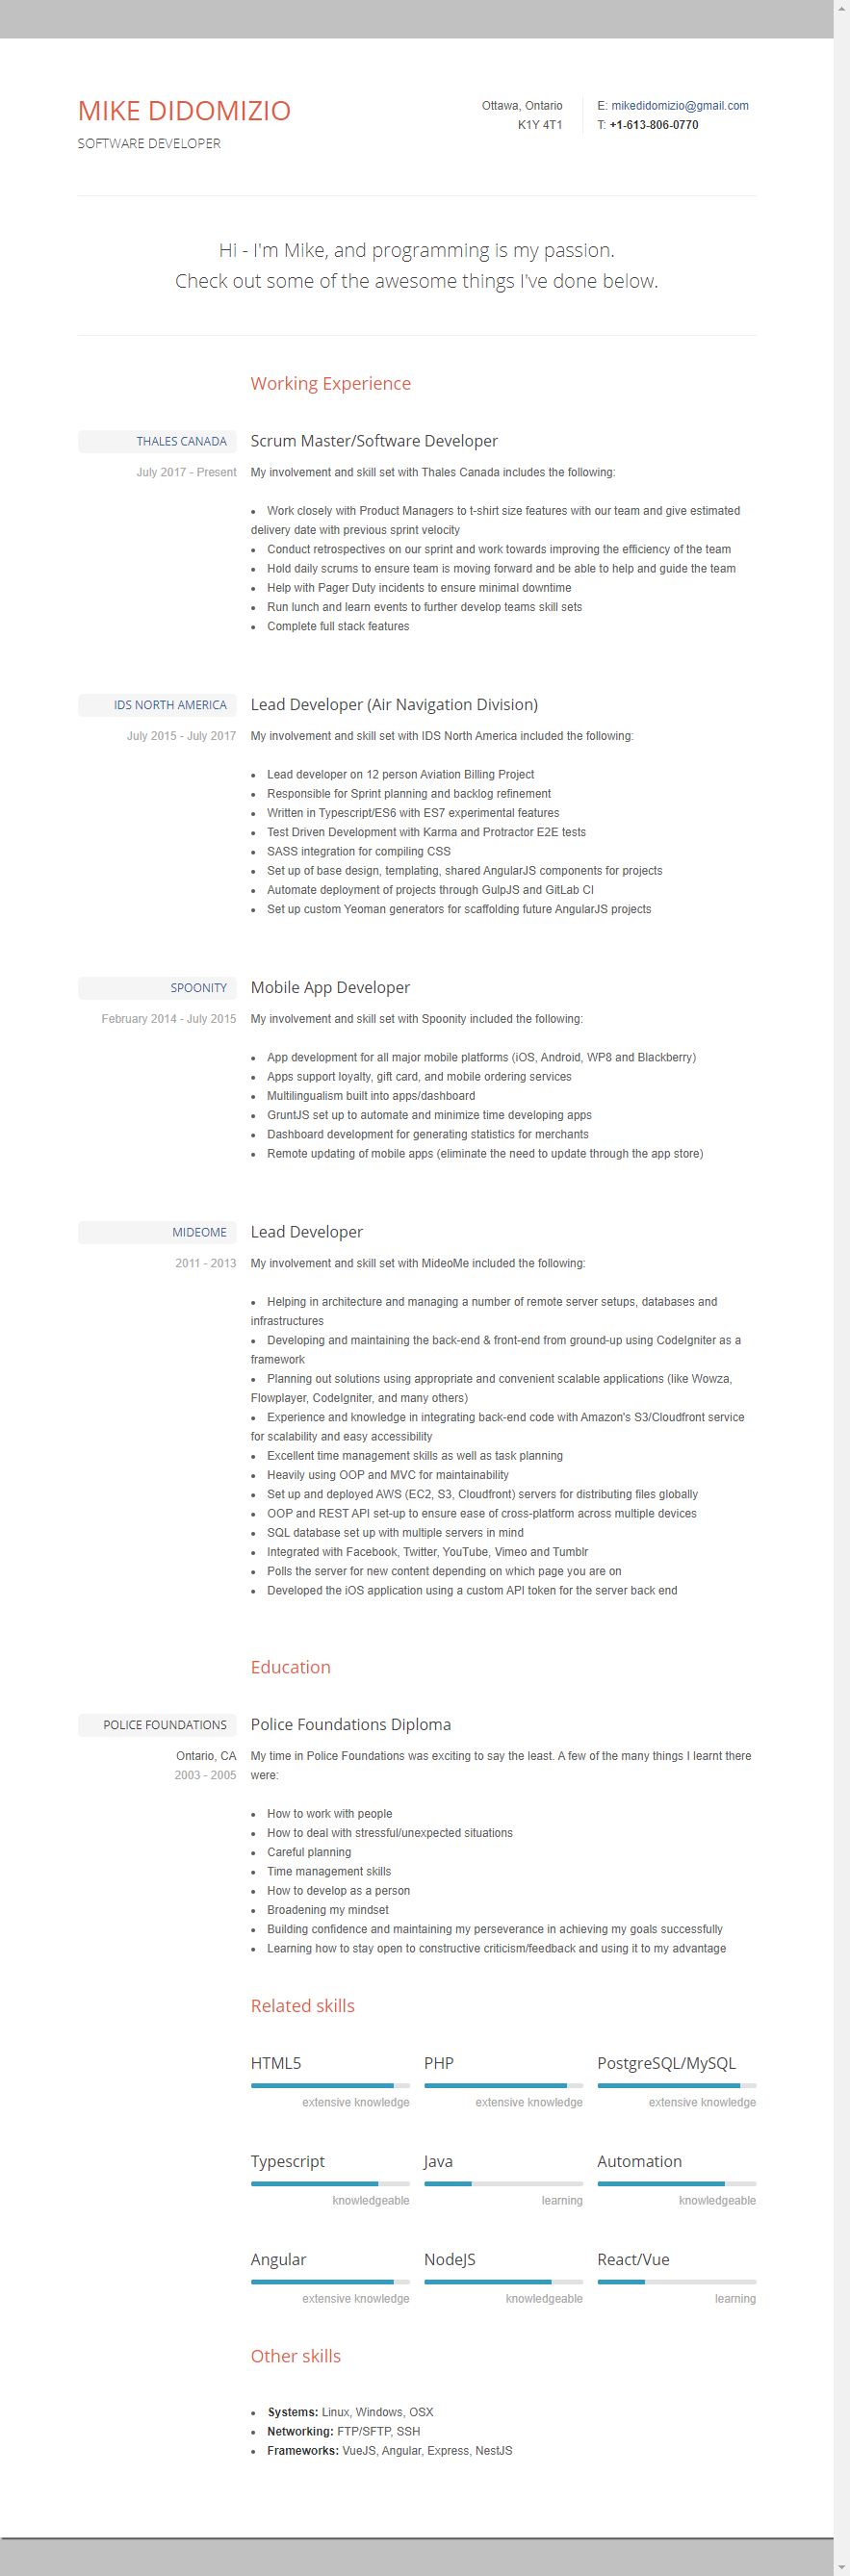 MIKE DIDOMIZIO
SOFTWARE DEVELOPER
Ottawa, Ontario
K1Y 4T1
E: mikedidomizio@gmail.com
T: +1-613-806-0770
Hi - I'm Mike, and programming is my passion.
Check out some of the awesome things I've done below.
Working Experience
THALES CANADA
July 2017 - Present
Scrum Master/Software Developer
My involvement and skill set with Thales Canada includes the following:
• Work closely with Product Managers to t-shirt size features with our team and give estimated
delivery date with previous sprint velocity
• Conduct retrospectives on our sprint and work towards improving the efficiency of the team
• Hold daily scrums to ensure team is moving forward and be able to help and guide the team
• Help with Pager Duty incidents to ensure minimal downtime
• Run lunch and learn events to further develop teams skill sets
• Complete full stack features
IDS NORTH AMERICA
July 2015 - July 2017
Lead Developer (Air Navigation Division)
My involvement and skill set with IDS North America included the following:
• Lead developer on 12 person Aviation Billing Project
• Responsible for Sprint planning and backlog refinement
• Written in Typescript/ES6 with ES7 experimental features
• Test Driven Development with Karma and Protractor E2E tests
• SASS integration for compiling CSS
• Set up of base design, templating, shared AngularJS components for projects
• Automate deployment of projects through GulpJS and GitLab CI
• Set up custom Yeoman generators for scaffolding future AngularJS projects
SPOONITY
February 2014 - July 2015
Mobile App Developer
My involvement and skill set with Spoonity included the following:
• App development for all major mobile platforms (iOS, Android, WP8 and Blackberry)
• Apps support loyalty, gift card, and mobile ordering services
• Multilingualism built into apps/dashboard
• GruntJS set up to automate and minimize time developing apps
• Dashboard development for generating statistics for merchants
• Remote updating of mobile apps (eliminate the need to update through the app store)
MIDEOME
2011 - 2013
Lead Developer
My involvement and skill set with MideoMe included the following:
• Helping in architecture and managing a number of remote server setups, databases and
infrastructures
• Developing and maintaining the back-end & front-end from ground-up using CodeIgniter as a
framework
• Planning out solutions using appropriate and convenient scalable applications (like Wowza,
Flowplayer, CodeIgniter, and many others)
• Experience and knowledge in integrating back-end code with Amazon's S3/Cloudfront service
for scalability and easy accessibility
• Excellent time management skills as well as task planning
• Heavily using OOP and MVC for maintainability
• Set up and deployed AWS (EC2, S3, Cloudfront) servers for distributing files globally
• OOP and REST API set-up to ensure ease of cross-platform across multiple devices
• SQL database set up with multiple servers in mind
• Integrated with Facebook, Twitter, YouTube, Vimeo and Tumblr
• Polls the server for new content depending on which page you are on
• Developed the iOS application using a custom API token for the server back end
Education
POLICE FOUNDATIONS
Ontario, CA
2003 - 2005
Police Foundations Diploma
My time in Police Foundations was exciting to say the least. A few of the many things I learnt there
were:
• How to work with people
• How to deal with stressful/unexpected situations
• Careful planning
• Time management skills
• How to develop as a person
• Broadening my mindset
• Building confidence and maintaining my perseverance in achieving my goals successfully
• Learning how to stay open to constructive criticism/feedback and using it to my advantage
Related skills
HTML5
extensive knowledge
PHP
extensive knowledge
PostgreSQL/MySQL
extensive knowledge
Typescript
knowledgeable
Java
learning
Automation
knowledgeable
Angular
extensive knowledge
NodeJS
knowledgeable
React/Vue
learning
Other skills
• Systems: Linux, Windows, OSX
• Networking: FTP/SFTP, SSH
• Frameworks: VueJS, Angular, Express, NestJS